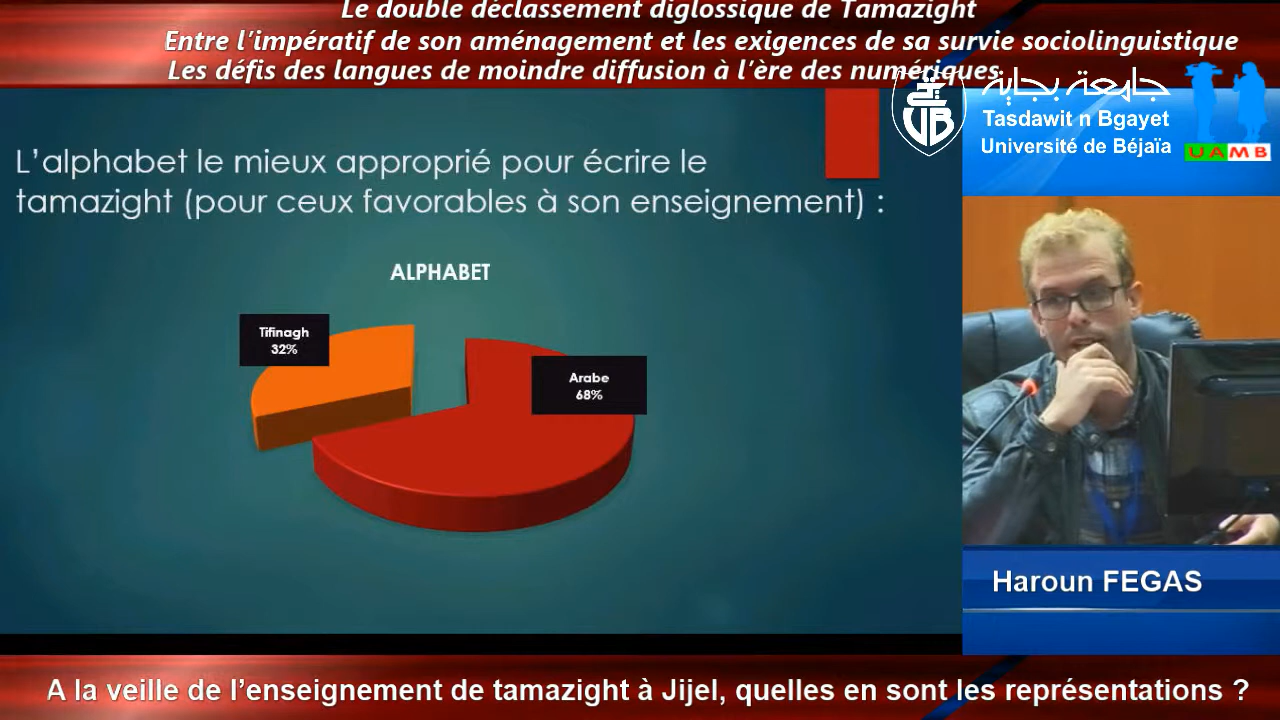 Le double déclassement diglossique de Tamazight
Entre l'impératif de son aménagement et les exigences de sa survie sociolinguistique
Les défis des langues de moindre diffusion à l'ère des numériques
جامعة بجاية
Tasdawit n Bgayet
Université de Béjaïa
UAMB
L'alphabet le mieux approprié pour écrire le
tamazight (pour ceux favorables à son enseignement) :
ALPHABET
Tifinagh
32%
Arabe
68%
Haroun FEGAS
A la veille de l'enseignement de tamazight à Jijel, quelles en sont les représentations ?